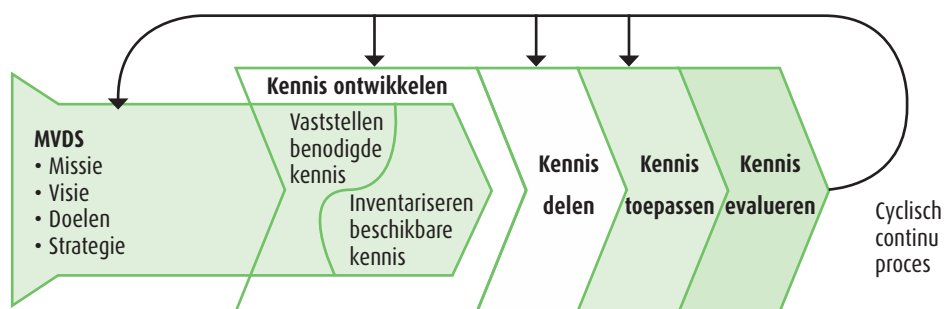 Kennis ontwikkelen
MVDS
• Missie
• Visie
• Doelen
• Strategie
Vaststellen
benodigde
kennis
Inventariseren
beschikbare
kennis
Kennis
delen
Kennis
toepassen
Kennis
evalueren
Cyclisch
continu
proces